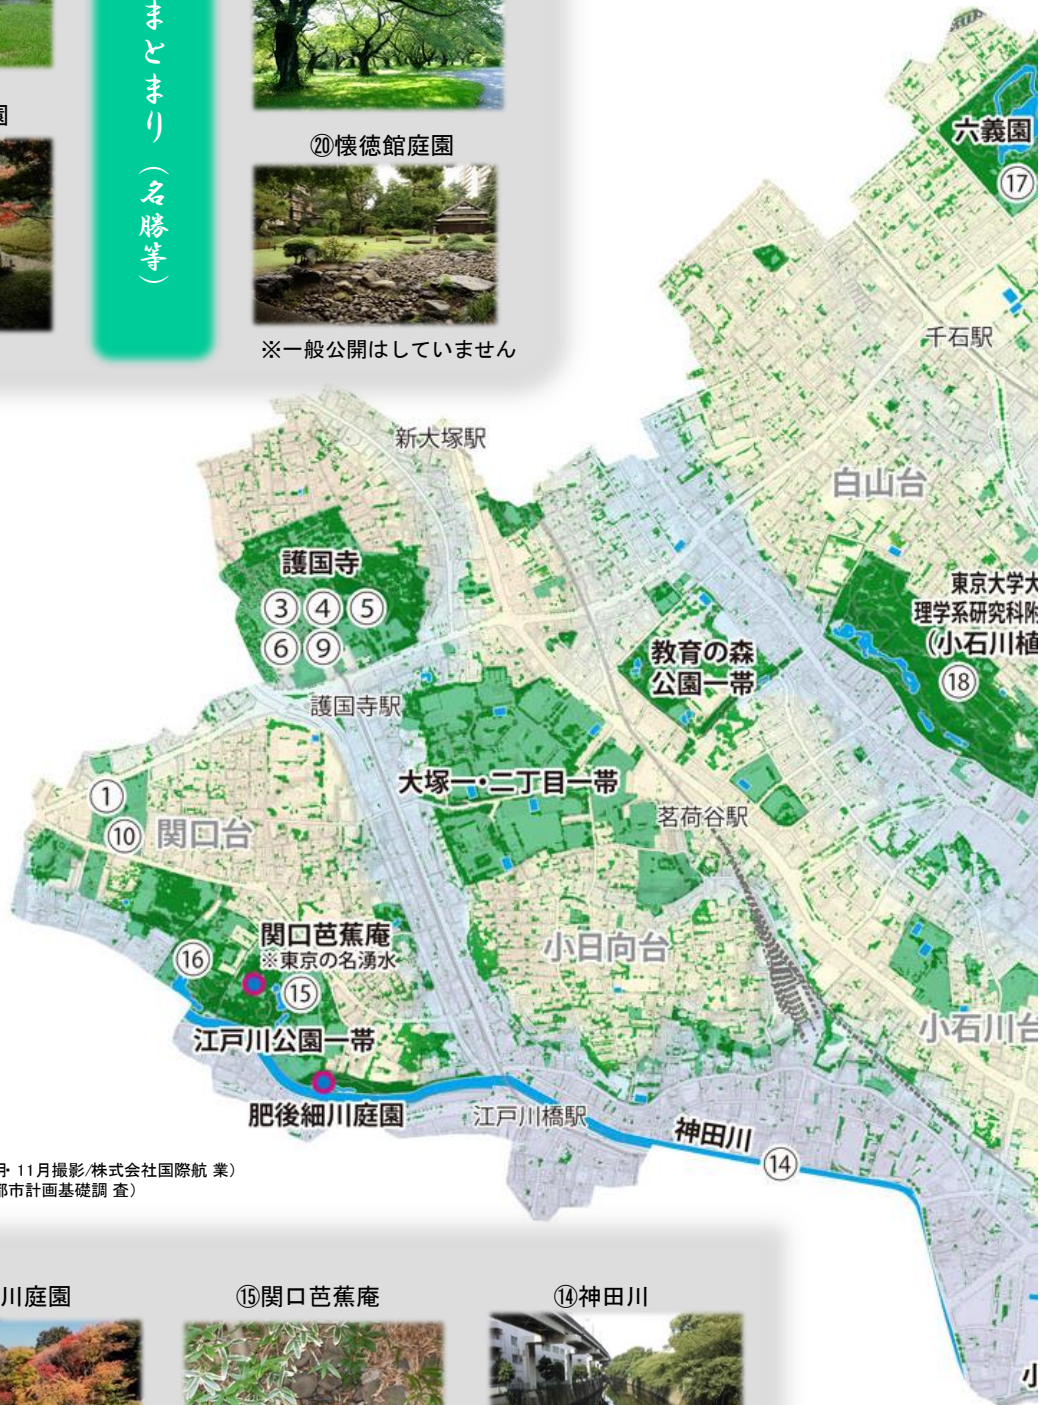 まとまり（名勝等）
園
⑳懐徳館庭園
※一般公開はしていません
六義園
⑰
千石駅
新大塚駅
白山台
護国寺
③ ④ ⑤
⑥ ⑨
東京大学大
理学系研究科附
（小石川植
⑱
教育の森
公園一帯
護国寺駅
大塚一・二丁目一帯
①
⑩
関口台
茗荷谷駅
関口芭蕉庵
※東京の名湧水
⑯
⑮
小日向台
小石川台
江戸川公園一帯
肥後細川庭園
江戸川橋駅
神田川
⑭
月・11月撮影/株式会社国際航 業）
都市計画基礎調 査）
川庭園
⑮関口芭蕉庵
⑭神田川
小